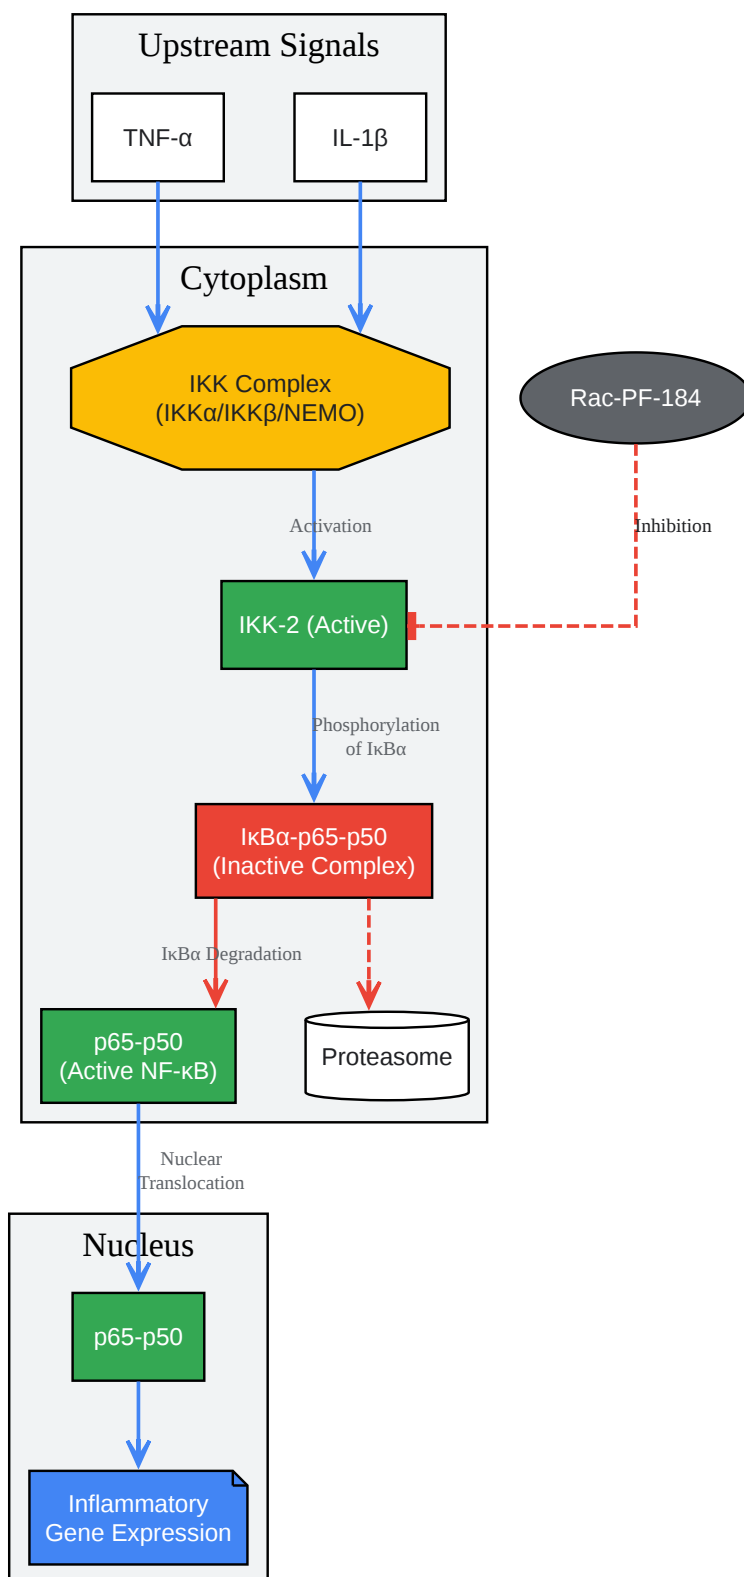 Upstream Signals
TNF-α
IL-1β
Cytoplasm
IKK Complex
(IKKα/IKKβ/NEMO)
Rac-PF-184
Activation
Inhibition
IKK-2 (Active)
Phosphorylation
of IκBα
IκBα-p65-p50
(Inactive Complex)
IκBα Degradation
p65-p50
(Active NF-κB)
Proteasome
Nuclear
Translocation
Nucleus
p65-p50
Inflammatory
Gene Expression